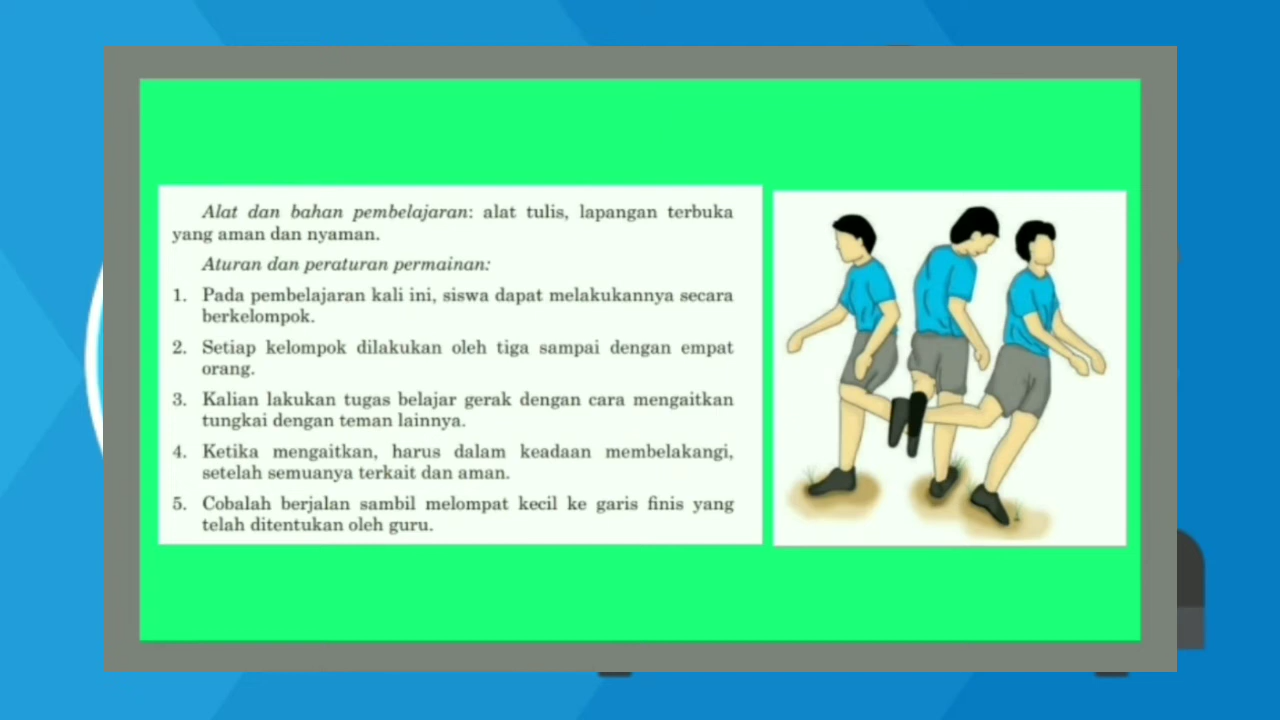 Alat dan bahan pembelajaran: alat tulis, lapangan terbuka
yang aman dan nyaman.
Aturan dan peraturan permainan:
1. Pada pembelajaran kali ini, siswa dapat melakukannya secara
berkelompok.
2. Setiap kelompok dilakukan oleh tiga sampai dengan empat
orang.
3. Kalian lakukan tugas belajar gerak dengan cara mengaitkan
tungkai dengan teman lainnya.
4. Ketika mengaitkan, harus dalam keadaan membelakangi,
setelah semuanya terkait dan aman.
5. Cobalah berjalan sambil melompat kecil ke garis finis yang
telah ditentukan oleh guru.